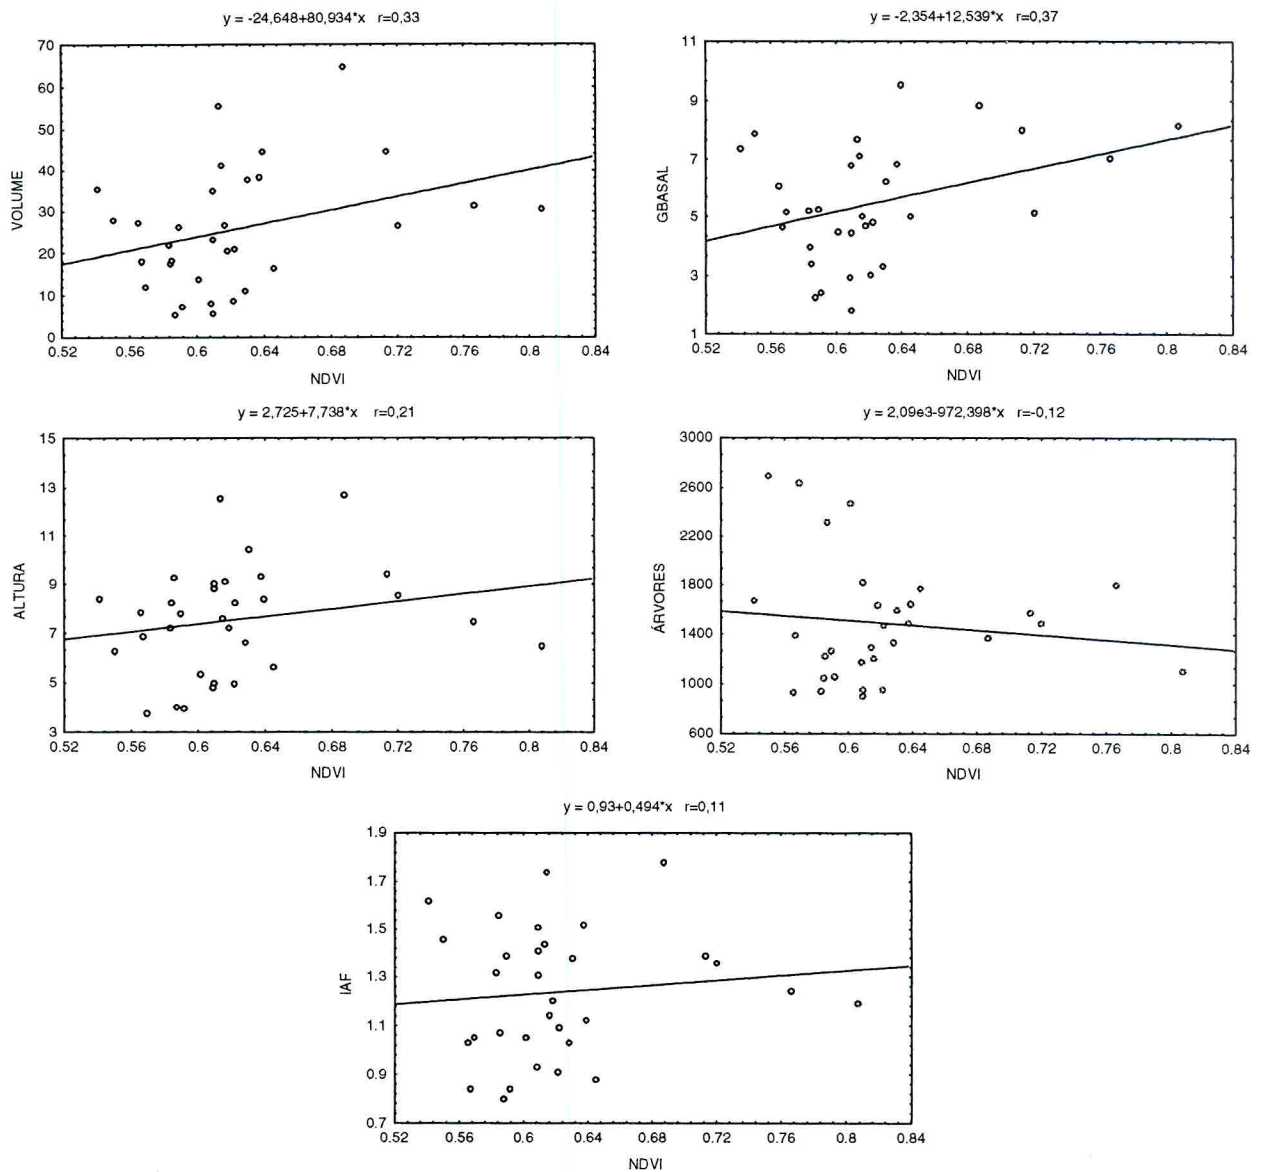 y = -24,648+80,934*x r=0,33
70
60
50
40
30
20
10
0
VOLUME
0.52 0.56 0.6 0.64 0.72 0.76 0.8 0.84
NDVI
y = -2,354+12,539*x r=0,37
11
9
7
5
3
1
GBASAL
0.52 0.56 0.6 0.64 0.68 0.72 0.76 0.8 0.84
NDVI
y = 2,725+7,738*x r=0,21
15
13
11
9
7
5
3
ALTURA
0.52 0.56 0.6 0.64 0.72 0.76 0.8 0.84
NDVI
y = 2,09e3-972,398*x r=-0,12
3000
2600
2200
1800
1400
1000
600
ÁRVORES
0.52 0.56 0.6 0.64 0.68 0.72 0.76 0.8 0.84
NDVI
y = 0,93+0,494*x r=0,11
1.9
1.7
1.5
1.3
1.1
0.9
0.7
IAF
0.52 0.56 0.6 0.64 0.68 0.72 0.76 0.8 0.84
NDVI